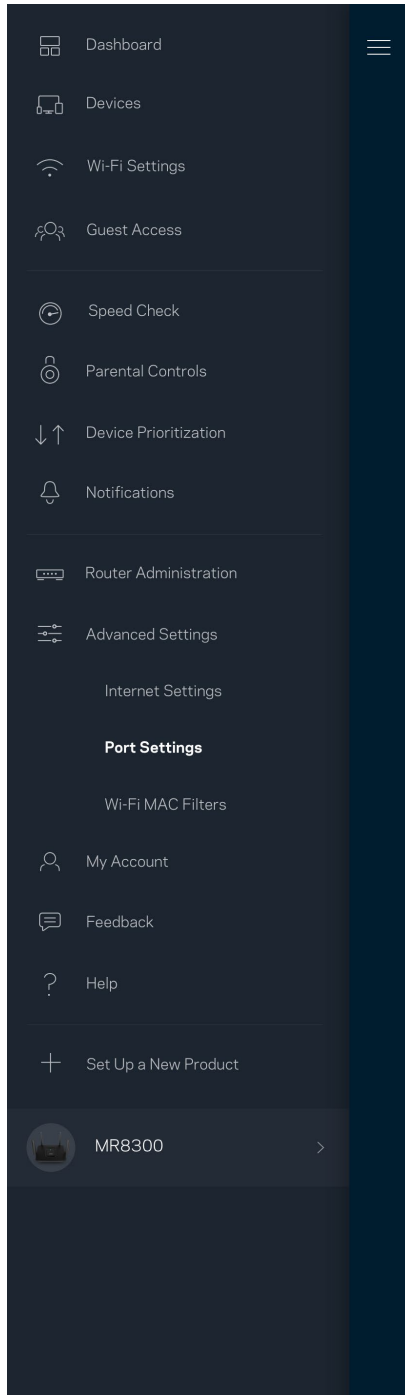 Dashboard
Devices
Wi-Fi Settings
Guest Access
Speed Check
Parental Controls
Device Prioritization
Notifications
Router Administration
Advanced Settings
Internet Settings
Port Settings
Wi-Fi MAC Filters
My Account
Feedback
Help
Set Up a New Product
MR8300